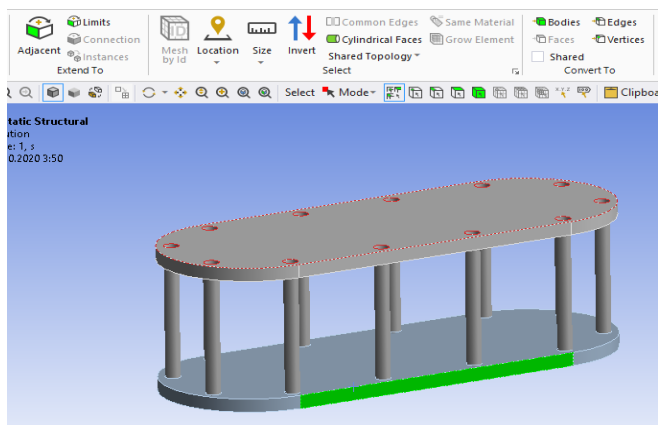 Limits
Common Edges Same Material Bodies Edges
Connection
Adjacent Mesh by Id Location Size Invert Cylindrical Faces Grow Element Faces Vertices
Instances
Shared Topology Shared
Extend To Select Convert To
Select Mode Clipboa
tatic Structural
ution
e: 1, s
0.2020 3:50